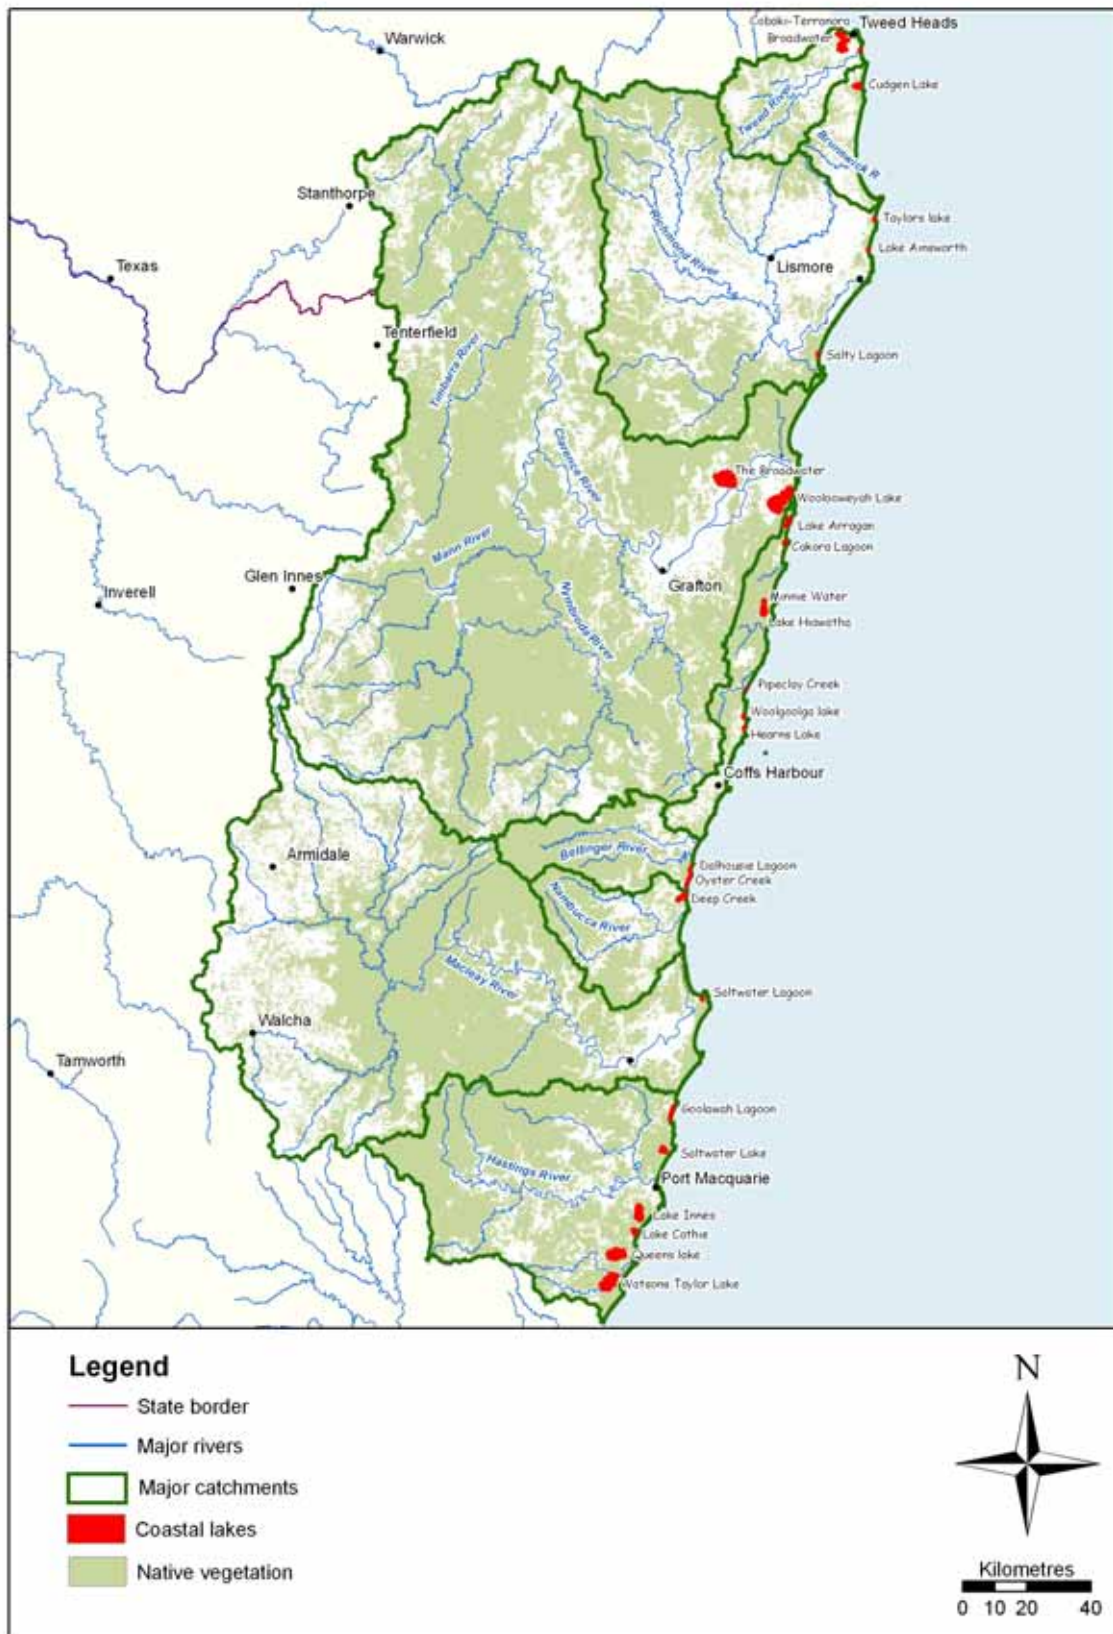 Cobaki-Terranora
Broadwater
Tweed Heads
Warwick
Cudgen Lake
Tweed River
Brunswick R
Stanthorpe
Taylors lake
Richmond River
Lake Ainsworth
Texas
Lismore
Tenterfield
Timbarra River
Salty Lagoon
Clarence River
The Broadwater
Woolooweyah Lake
Lake Arragan
Cakora Lagoon
Mann River
Glen Innes
Grafton
Inverell
Nymbroda River
Minnie Water
Lake Hiawatha
Pipeclay Creek
Woolgoolga lake
Hearns Lake
Coffs Harbour
Bellinger River
Armidale
Dalhousie Lagoon
Oyster Creek
Deep Creek
Nambucca River
Macleay River
Saltwater Lagoon
Walcha
Tamworth
Goolawah Lagoon
Saltwater Lake
Hastings River
Port Macquarie
Lake Innes
Lake Cathie
Queens lake
Watsons Taylor Lake
Legend
State border
Major rivers
Major catchments
Coastal lakes
Native vegetation
N
Kilometres
0 10 20 40